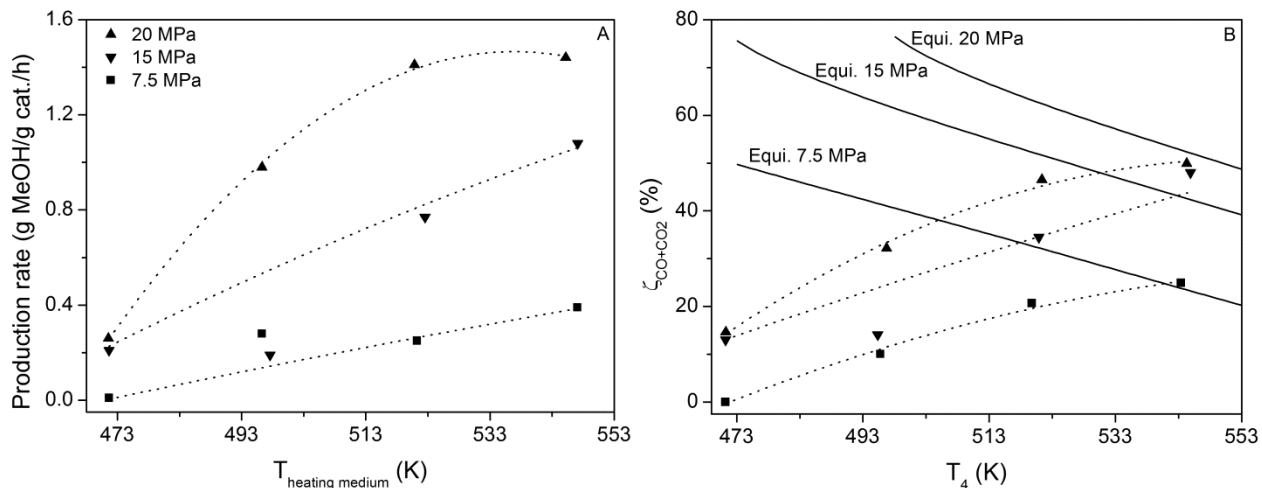 A
20 MPa
15 MPa
7.5 MPa
Production rate (g MeOH/g cat./h)
1.6
1.2
0.8
0.4
0.0
473 493 513 533 553
T heating medium (K)
B
Equi. 20 MPa
Equi. 15 MPa
Equi. 7.5 MPa
ζCO+CO2 (%)
80
60
40
20
0
473 493 513 533 553
T4 (K)